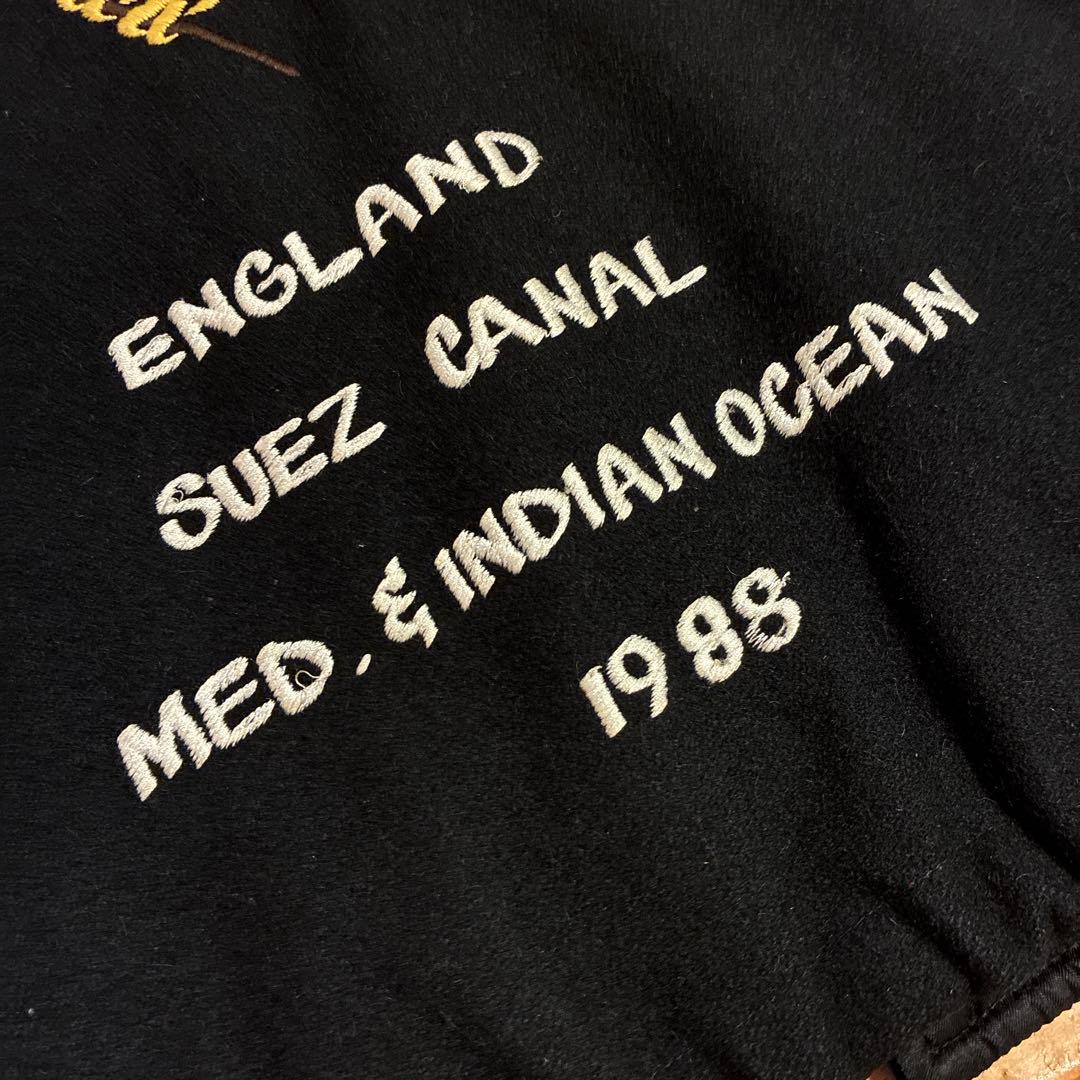 ENGLAND
SUEZ CANAL
MED. & INDIAN OCEAN
1988